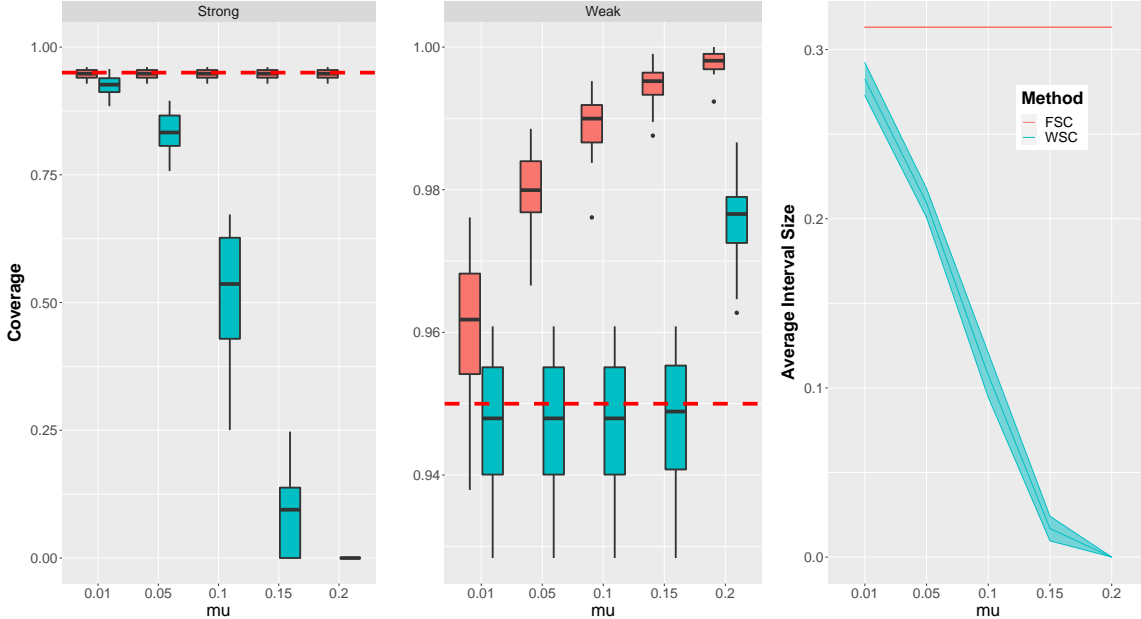 Strong
Coverage
1.00
0.75
0.50
0.25
0.00
0.01 0.05 0.1 0.15 0.2
mu
Weak
1.00
0.98
0.96
0.94
0.01 0.05 0.1 0.15 0.2
mu
Average Interval Size
0.3
0.2
0.1
0.0
0.01 0.05 0.1 0.15 0.2
mu
Method
FSC
WSC